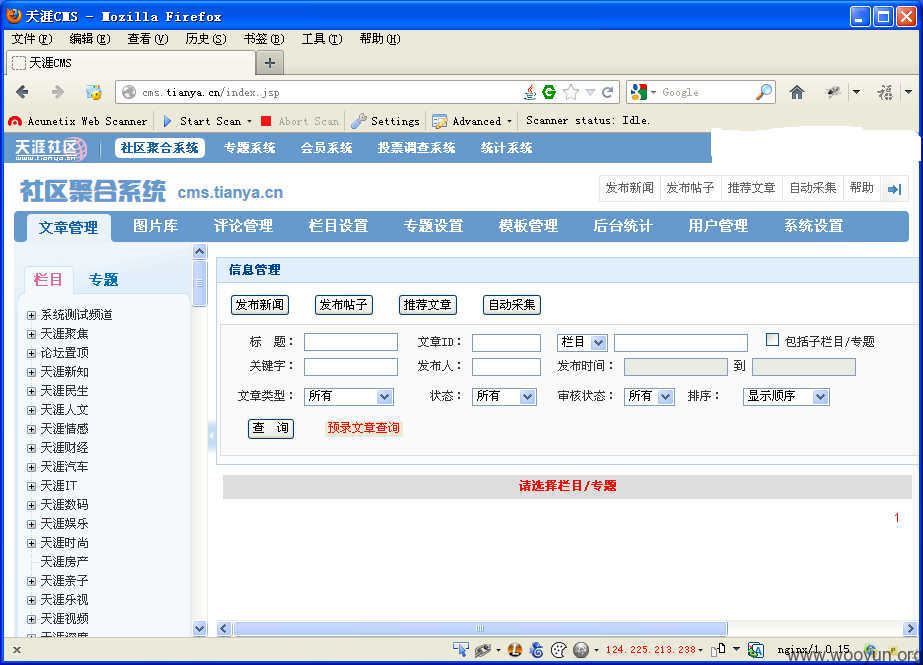 天涯CMS - Mozilla Firefox
文件(F) 编辑(E) 查看(V) 历史(S) 书签(B) 工具(T) 帮助(H)
天涯CMS
cms.tianya.cn/index.jsp Google
Acunetix Web Scanner Start Scan Abort Scan Settings Advanced Scanner status: Idle.
天涯社区 社区聚合系统 专题系统 会员系统 投票调查系统 统计系统
www.tianya.cn
社区聚合系统 cms.tianya.cn 发布新闻 发布帖子 推荐文章 自动采集 帮助
文章管理 图片库 评论管理 栏目设置 专题设置 模板管理 后台统计 用户管理 系统设置
栏目 专题
系统测试频道
天涯聚焦
论坛置顶
天涯新知
天涯民生
天涯人文
天涯情感
天涯财经
天涯汽车
天涯IT
天涯数码
天涯娱乐
天涯时尚
天涯房产
天涯亲子
天涯乐视
天涯视频
信息管理
发布新闻 发布帖子 推荐文章 自动采集
标 题： 文章ID： 栏目 包括子栏目/专题
关键字： 发布人： 发布时间： 到
文章类型： 所有 状态： 所有 审核状态： 所有 排序： 显示顺序
查 询 预录文章查询
请选择栏目/专题
1
124.225.213.238 nginx/1.0.15
www.wooyun.org